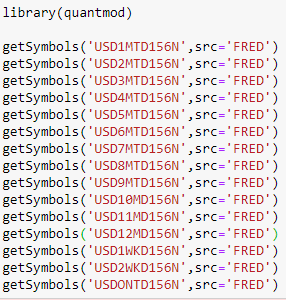 library(quantmod)
getSymbols('USD1MTD156N',src='FRED')
getSymbols('USD2MTD156N',src='FRED')
getSymbols('USD3MTD156N',src='FRED')
getSymbols('USD4MTD156N',src='FRED')
getSymbols('USD5MTD156N',src='FRED')
getSymbols('USD6MTD156N',src='FRED')
getSymbols('USD7MTD156N',src='FRED')
getSymbols('USD8MTD156N',src='FRED')
getSymbols('USD9MTD156N',src='FRED')
getSymbols('USD10MD156N',src='FRED')
getSymbols('USD11MD156N',src='FRED')
getSymbols('USD12MD156N',src='FRED')
getSymbols('USD1WKD156N',src='FRED')
getSymbols('USD2WKD156N',src='FRED')
getSymbols('USDONTD156N',src='FRED')